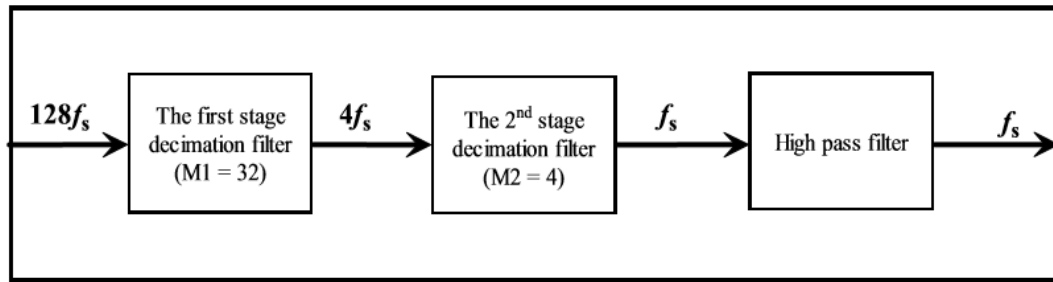 128fs
The first stage
decimation filter
(M1 = 32)
4fs
The 2nd stage
decimation filter
(M2 = 4)
fs
High pass filter
fs